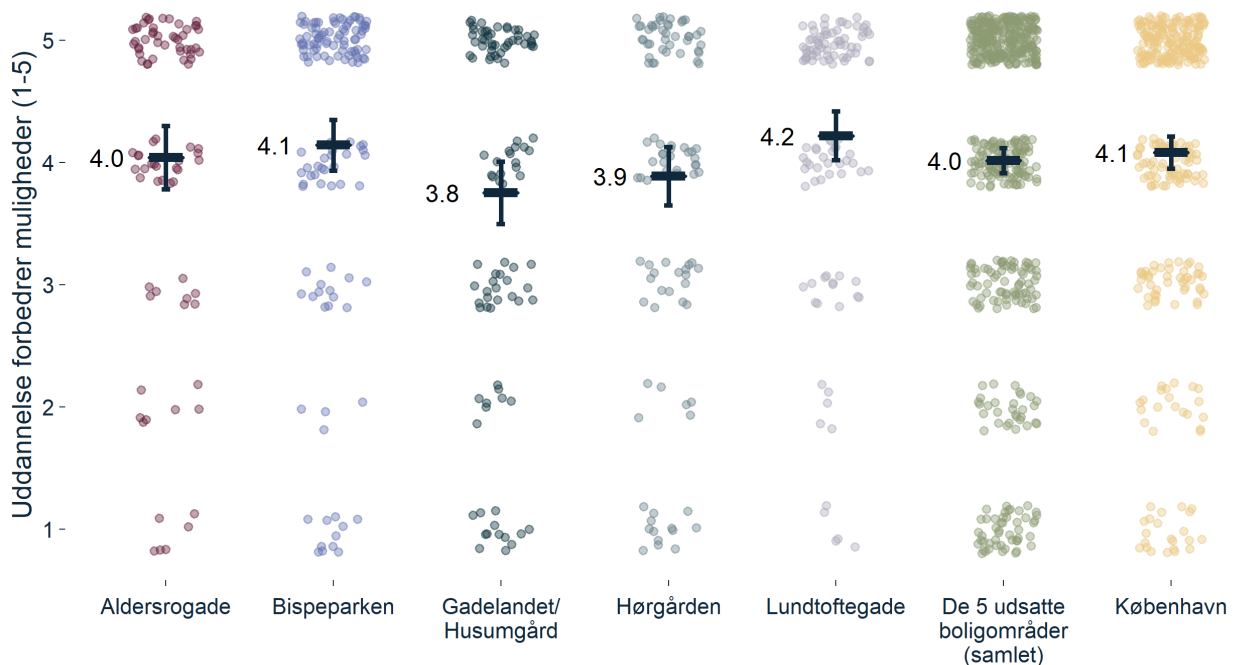 Uddannelse forbedrer muligheder (1-5)
5
4
3
2
1
4.0
4.1
3.8
3.9
4.2
4.0
4.1
Aldersrogade
Bispeparken
Gadelandet/
Husumgård
Hørgården
Lundtoftegade
De 5 udsatte
boligområder
(samlet)
København